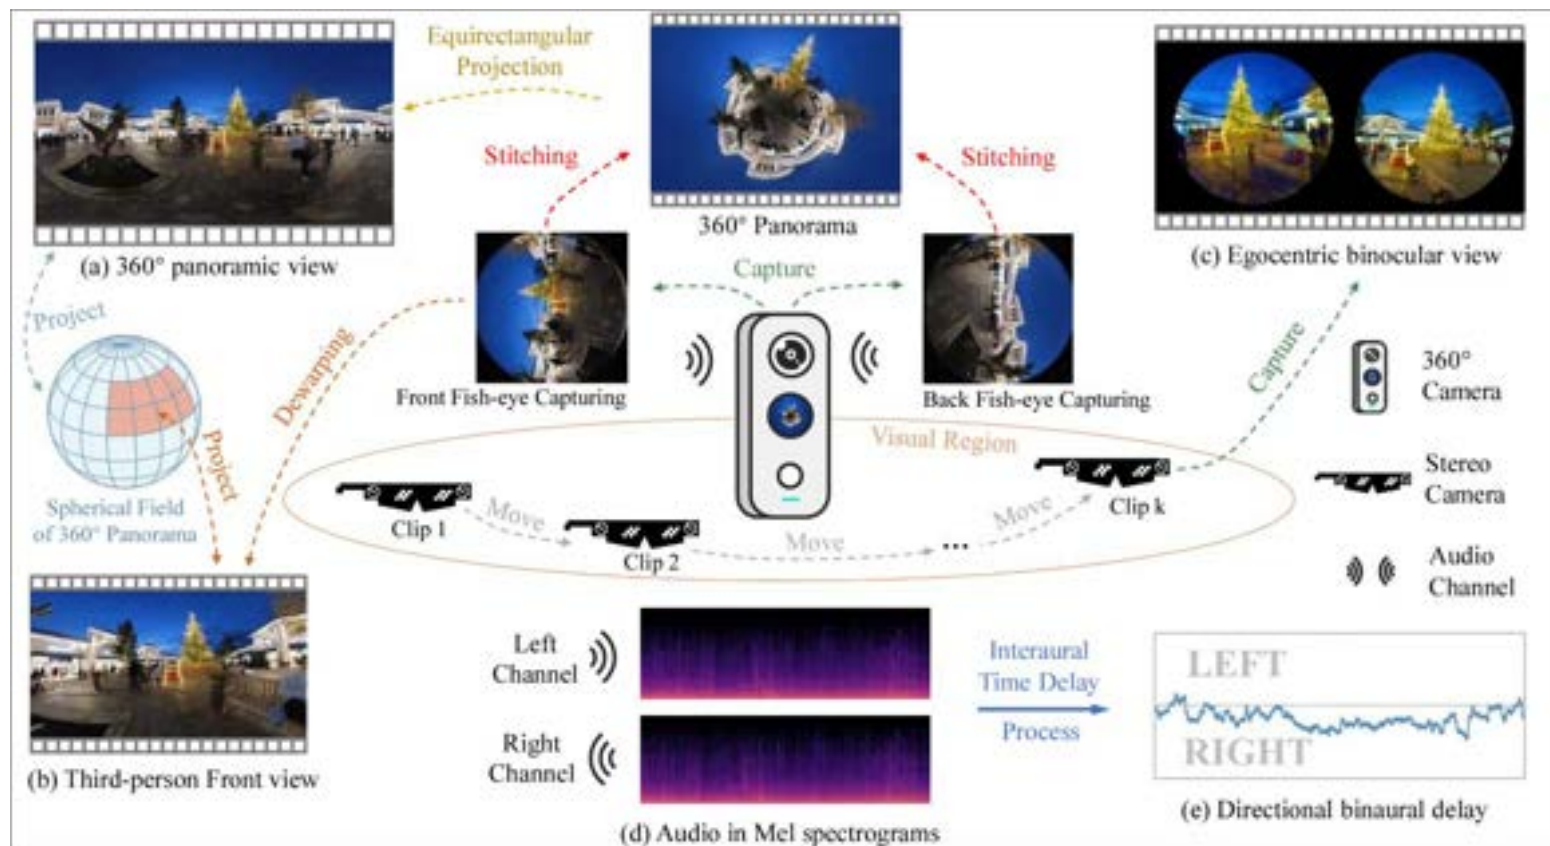 Equirectangular
Projection
Stitching
Stitching
360° Panorama
(a) 360° panoramic view
(c) Egocentric binocular view
Capture
Project
Dewarping
Capture
360°
Camera
Front Fish-eye Capturing
Back Fish-eye Capturing
Visual Region
Project
Stereo
Camera
Spherical Field
of 360° Panorama
Clip 1
Move
Clip 2
Move
...
Move
Clip k
Audio
Channel
(b) Third-person Front view
Left
Channel
Right
Channel
(d) Audio in Mel spectrograms
Interaural
Time Delay
Process
LEFT
RIGHT
(e) Directional binaural delay